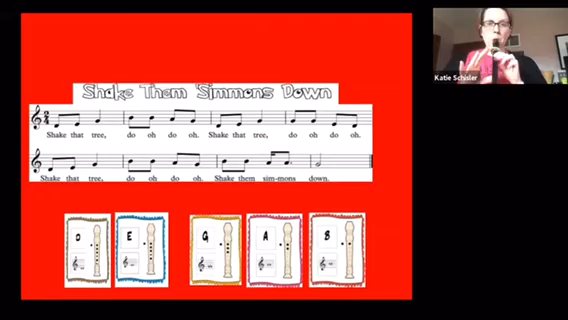 Katie Schisler
Shake Them 'Simmons Down
Shake that tree, do oh do oh. Shake that tree, do oh do oh.
Shake that tree, do oh do oh. Shake them sim-mons down.
D E G A B